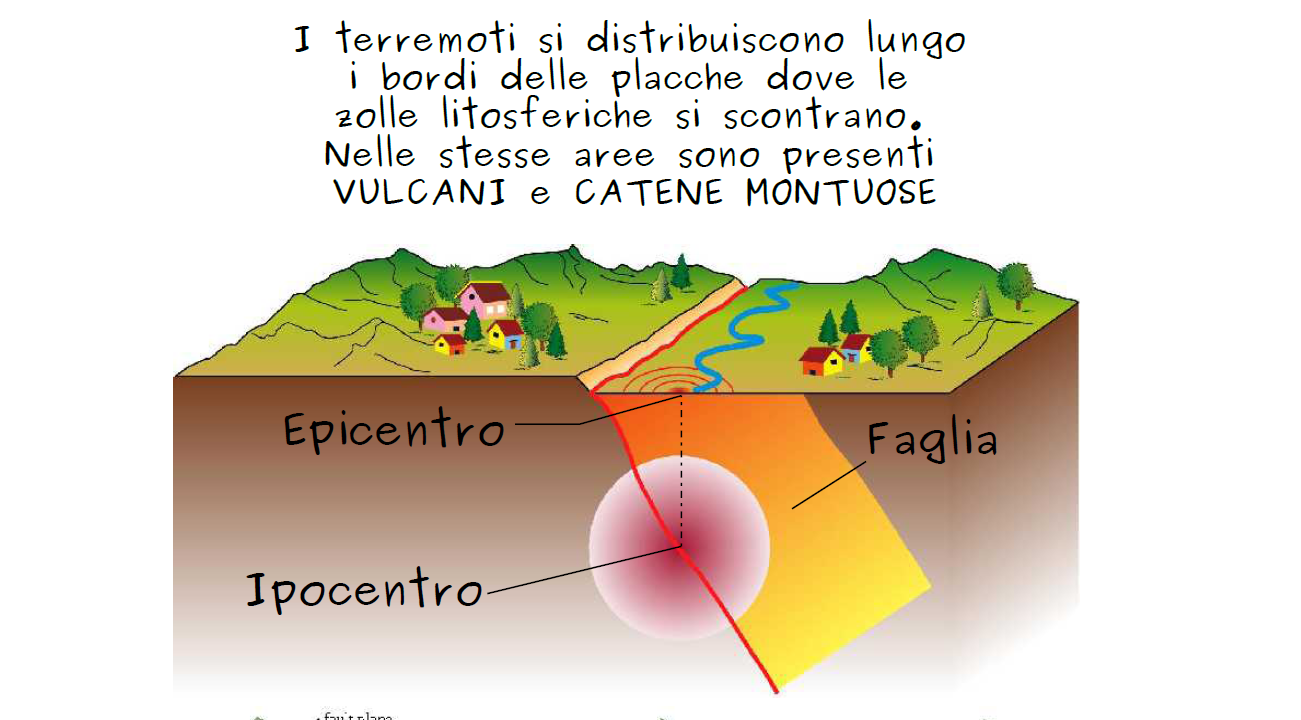 I terremoti si distribuiscono lungo
i bordi delle placche dove le
zolle litosferiche si scontrano.
Nelle stesse aree sono presenti
VULCANI e CATENE MONTUOSE
Epicentro
Faglia
Ipocentro